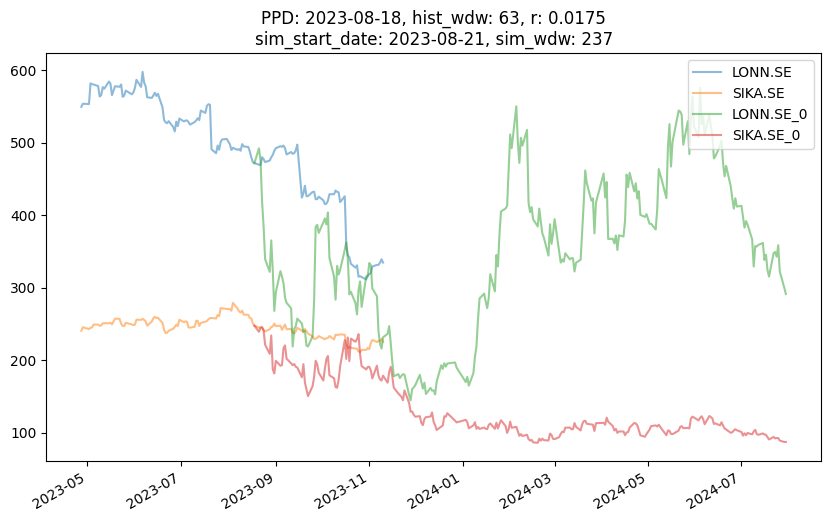 PPD: 2023-08-18, hist_wdw: 63, r: 0.0175
sim_start_date: 2023-08-21, sim_wdw: 237
LONN.SE
SIKA.SE
LONN.SE_0
SIKA.SE_0
600
500
400
300
200
100
2023-05
2023-07
2023-09
2023-11
2024-01
2024-03
2024-05
2024-07